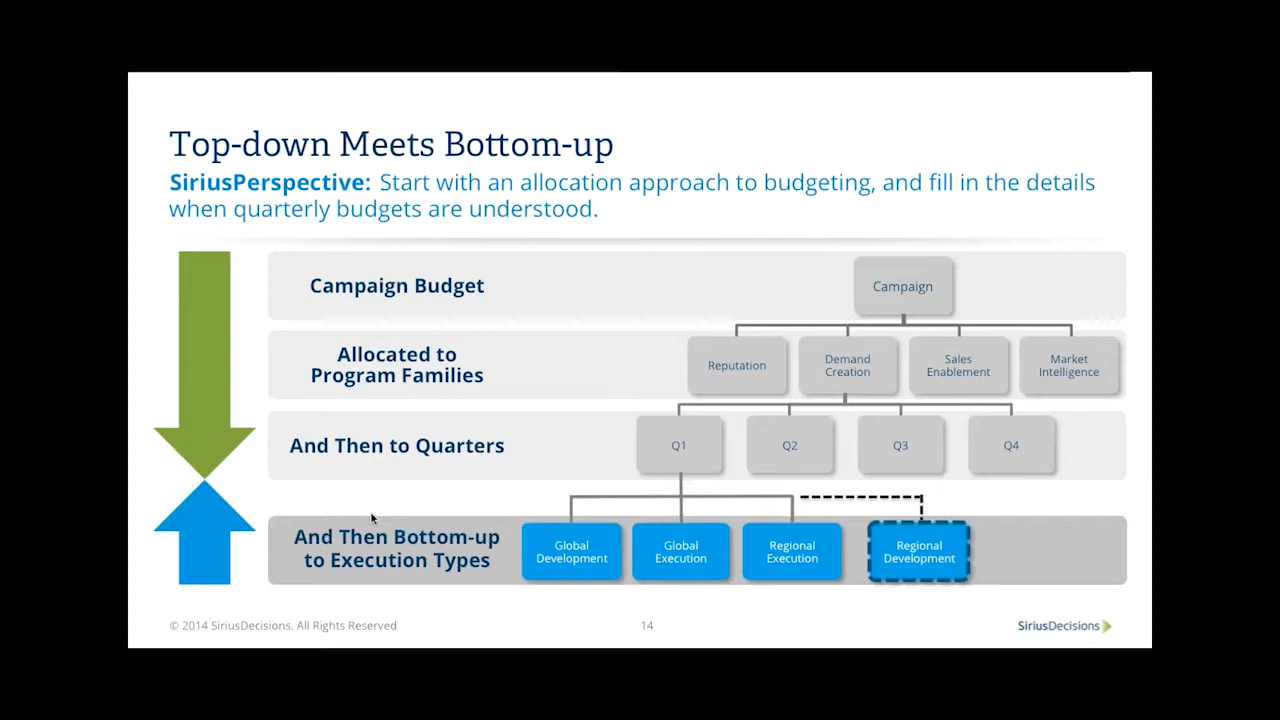 Top-down Meets Bottom-up
SiriusPerspective: Start with an allocation approach to budgeting, and fill in the details
when quarterly budgets are understood.
Campaign Budget
Campaign
Allocated to
Program Families
Reputation
Demand
Creation
Sales
Enablement
Market
Intelligence
And Then to Quarters
Q1
Q2
Q3
Q4
And Then Bottom-up
to Execution Types
Global
Development
Global
Execution
Regional
Execution
Regional
Development
© 2014 SiriusDecisions. All Rights Reserved
14
SiriusDecisions